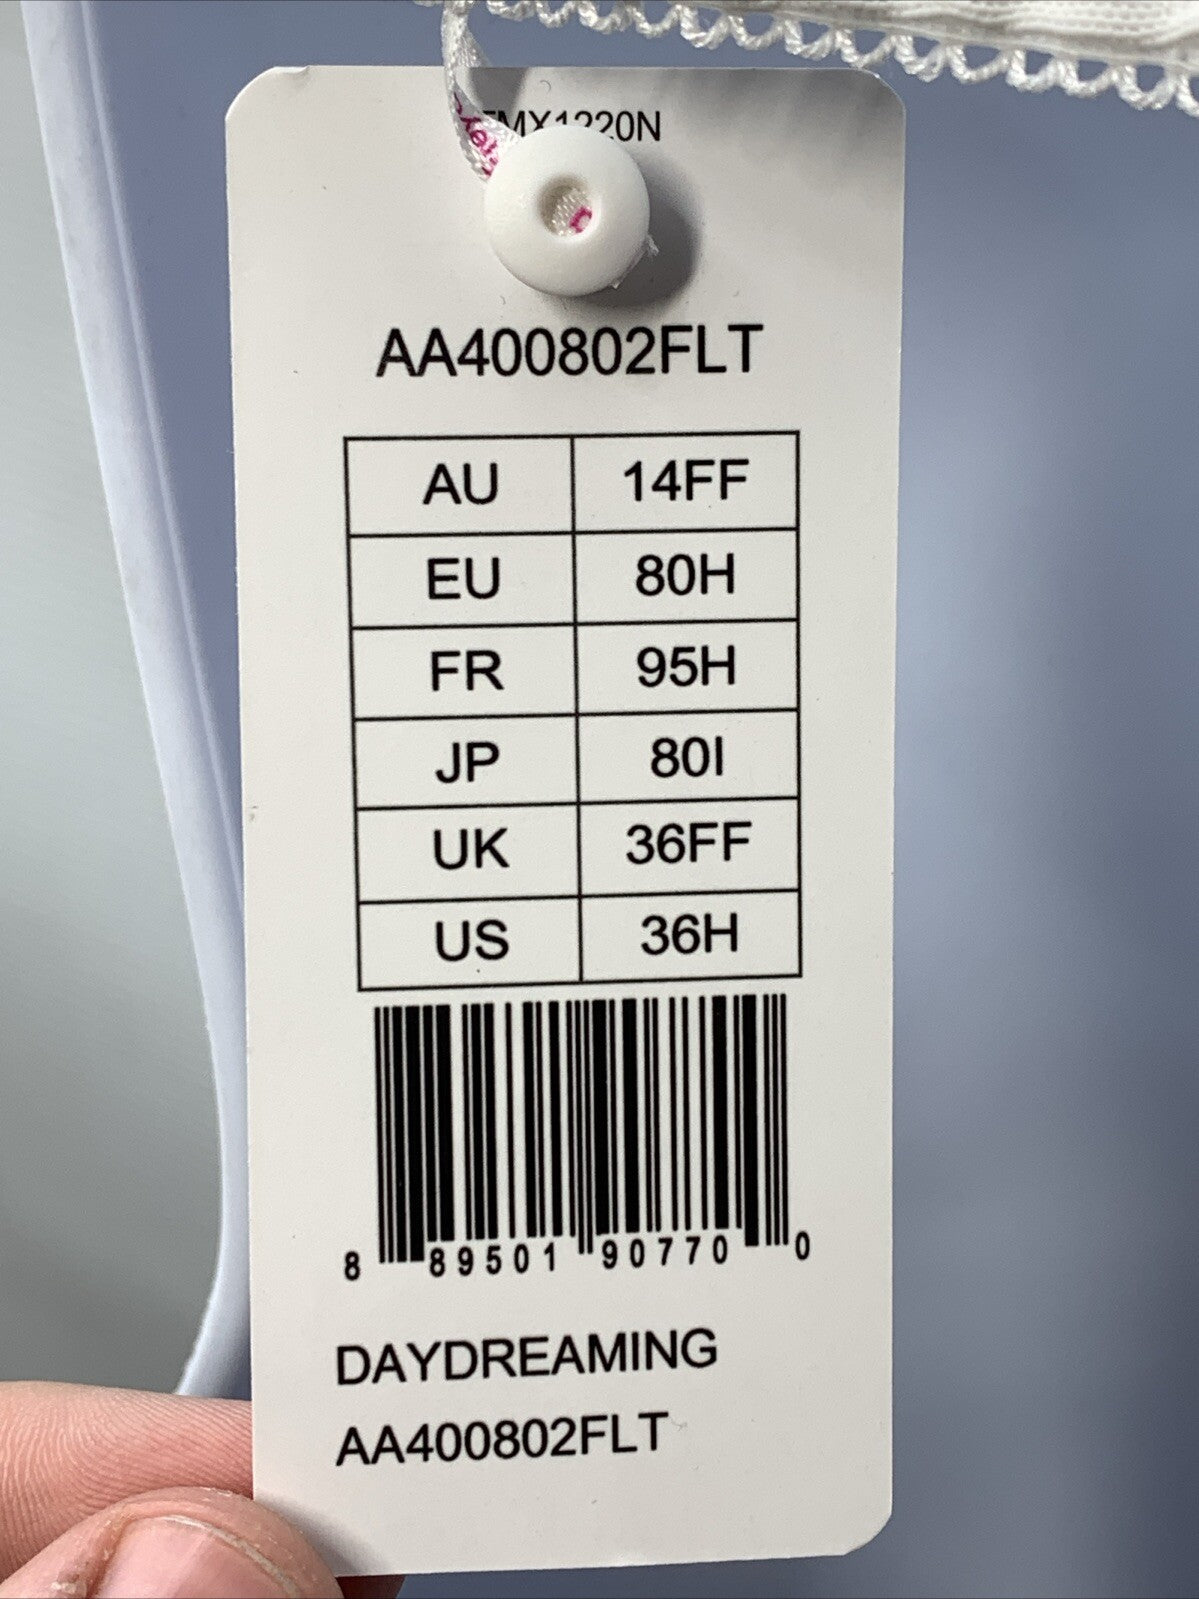 AA400802FLT
AU 14FF
EU 80H
FR 95H
JP 80I
UK 36FF
US 36H
8 89501 90770 0
DAYDREAMING
AA400802FLT